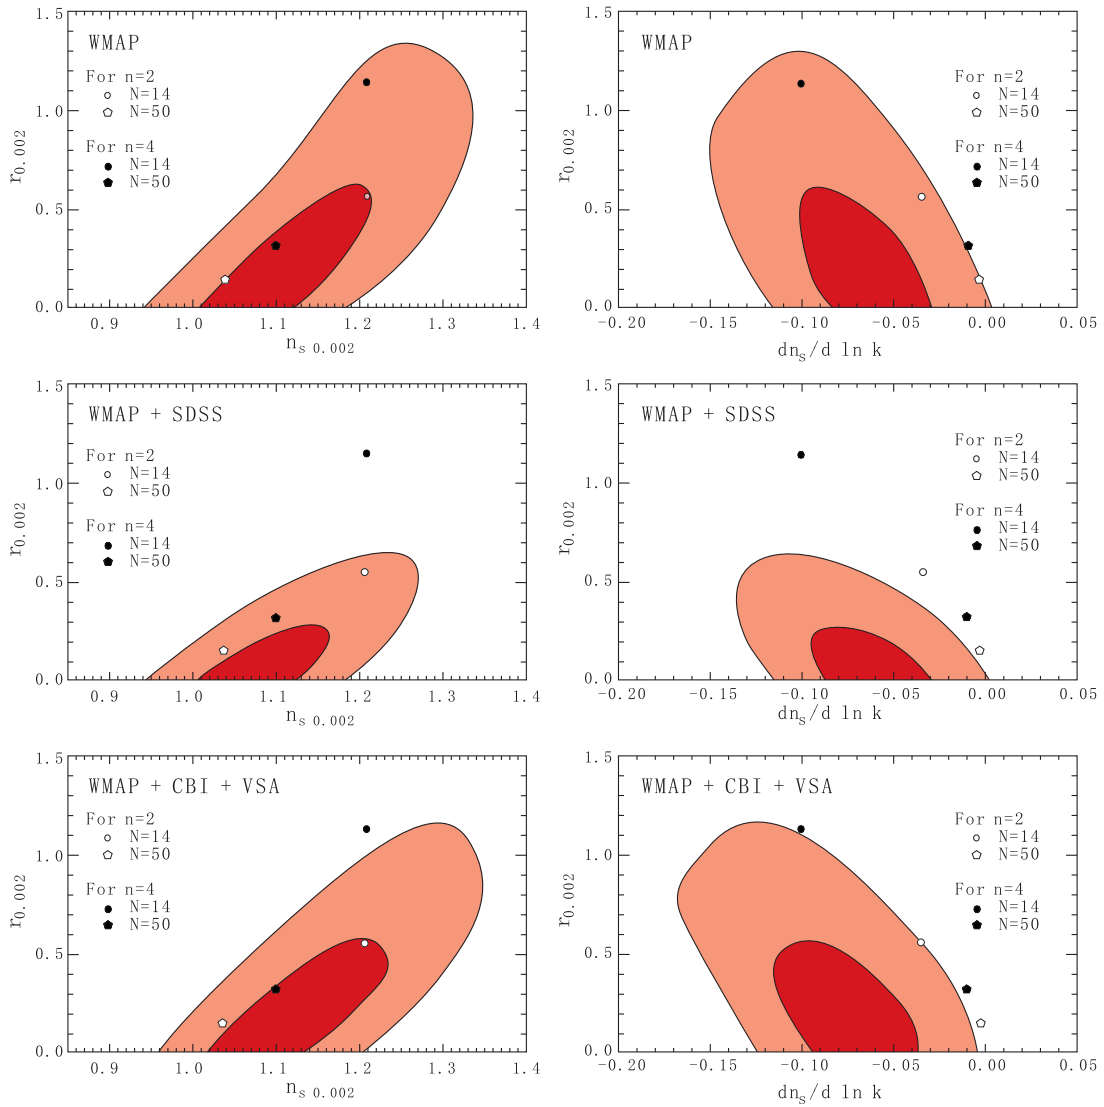 WMAP
For n=2
N=14
N=50
For n=4
N=14
N=50
1.5
1.0
0.5
0.0
r0.002
0.9 1.0 1.1 1.2 1.3 1.4
ns 0.002
WMAP
For n=2
N=14
N=50
For n=4
N=14
N=50
1.5
1.0
0.5
0.0
r0.002
-0.20 -0.15 -0.10 -0.05 0.00 0.05
dns/d ln k
WMAP + SDSS
For n=2
N=14
N=50
For n=4
N=14
N=50
1.5
1.0
0.5
0.0
r0.002
0.9 1.0 1.1 1.2 1.3 1.4
ns 0.002
WMAP + SDSS
For n=2
N=14
N=50
For n=4
N=14
N=50
1.5
1.0
0.5
0.0
r0.002
-0.20 -0.15 -0.10 -0.05 0.00 0.05
dns/d ln k
WMAP + CBI + VSA
For n=2
N=14
N=50
For n=4
N=14
N=50
1.5
1.0
0.5
0.0
r0.002
0.9 1.0 1.1 1.2 1.3 1.4
ns 0.002
WMAP + CBI + VSA
For n=2
N=14
N=50
For n=4
N=14
N=50
1.5
1.0
0.5
0.0
r0.002
-0.20 -0.15 -0.10 -0.05 0.00 0.05
dns/d ln k